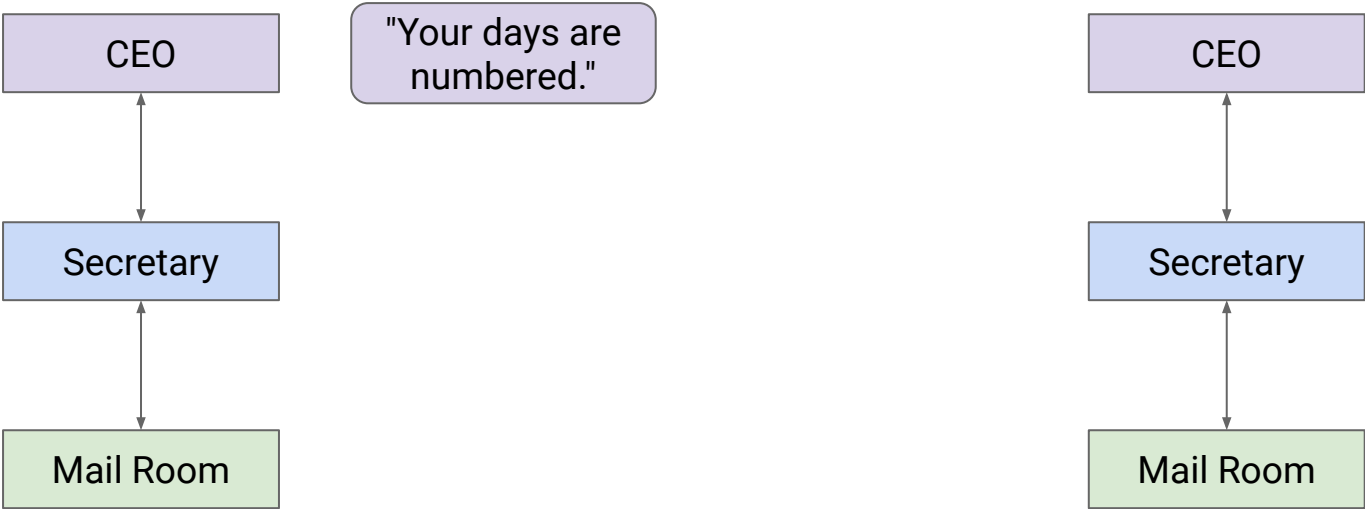 CEO
"Your days are
numbered."
CEO
Secretary
Secretary
Mail Room
Mail Room